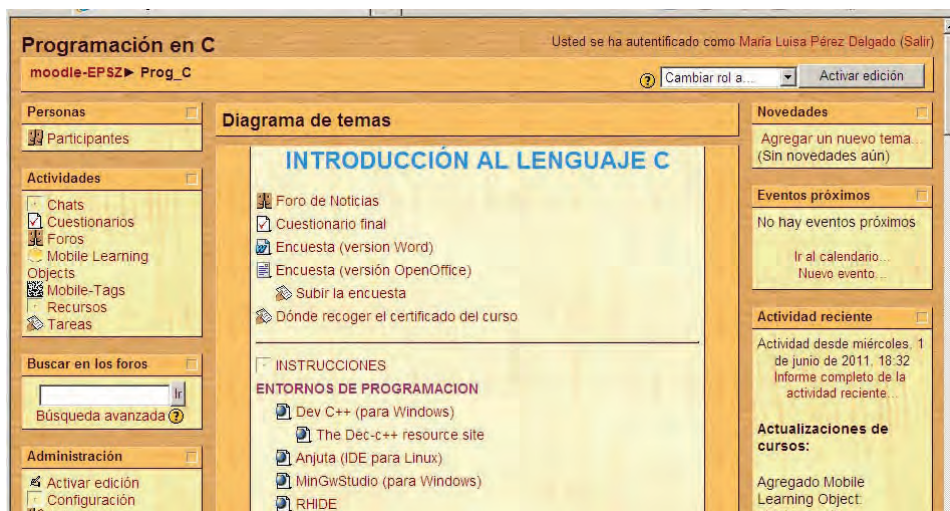 Programación en C
Usted se ha autentificado como María Luisa Pérez Delgado (Salir)
moodle-EPSZ► Prog_C
Cambiar rol a...
Activar edición
Personas
Participantes
Actividades
Chats
Cuestionarios
Foros
Mobile Learning
Objects
Mobile-Tags
Recursos
Tareas
Buscar en los foros
Ir
Búsqueda avanzada
Administración
Activar edición
Configuración
Diagrama de temas
INTRODUCCIÓN AL LENGUAJE C
Foro de Noticias
Cuestionario final
Encuesta (version Word)
Encuesta (versión OpenOffice)
Subir la encuesta
Dónde recoger el certificado del curso
INSTRUCCIONES
ENTORNOS DE PROGRAMACION
Dev C++ (para Windows)
The Dec-c++ resource site
Anjuta (IDE para Linux)
MinGwStudio (para Windows)
RHIDE
Novedades
Agregar un nuevo tema...
(Sin novedades aún)
Eventos próximos
No hay eventos próximos
Ir al calendario...
Nuevo evento...
Actividad reciente
Actividad desde miércoles, 1
de junio de 2011, 18:32
Informe completo de la
actividad reciente...
Actualizaciones de
cursos:
Agregado Mobile
Learning Object: